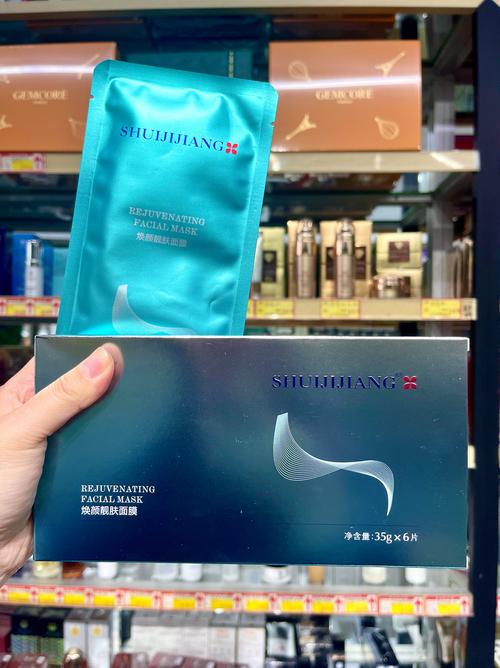 GEMCORE
GEMCORE
SHUIJIJIANG
REJUVENATING
FACIAL MASK
焕颜靓肤面膜
SHUIJIJIANG
REJUVENATING
FACIAL MASK
焕颜靓肤面膜
净含量:35g×6片